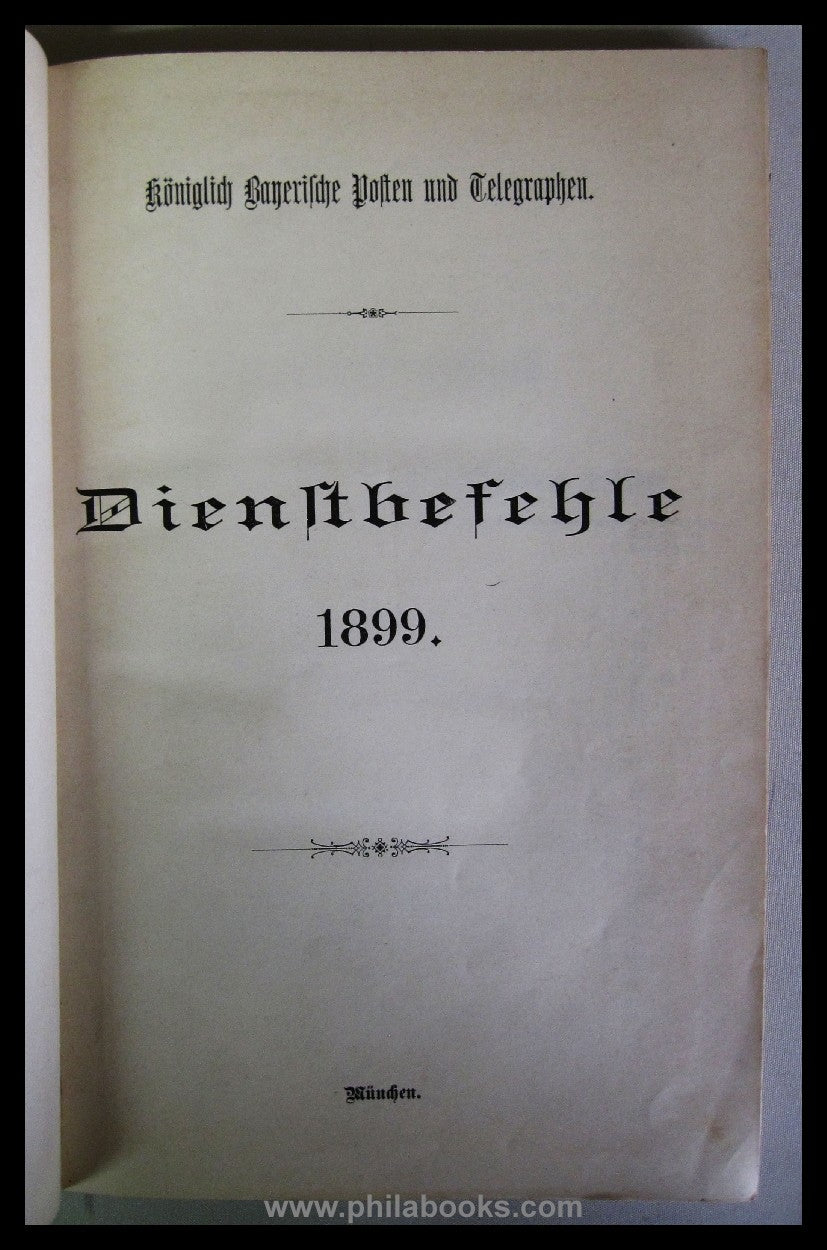 Königlich Bayerische Posten und Telegraphen.
Dienstbefehle
1899.
München.
www.philabooks.com